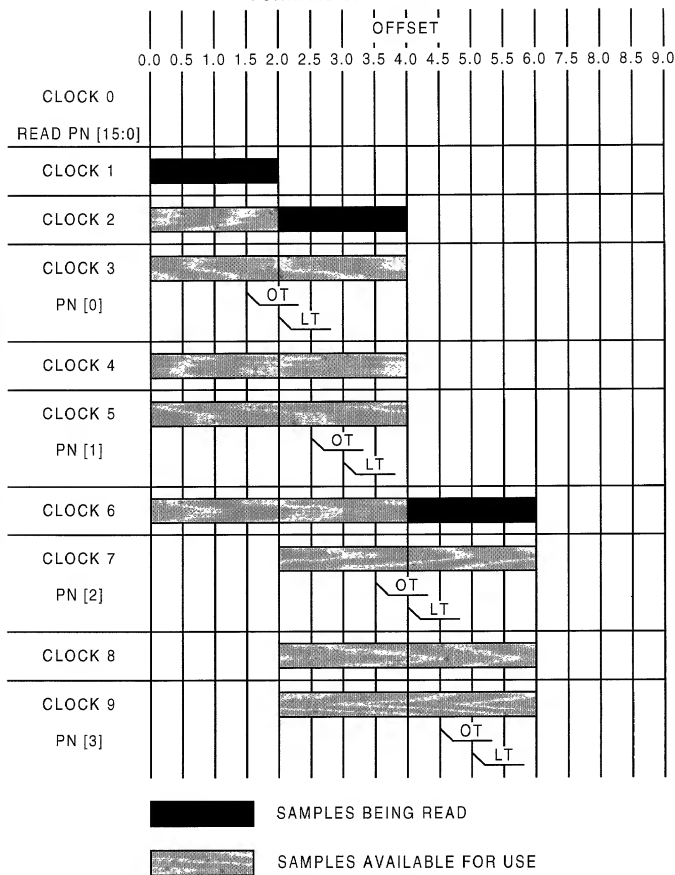 OFFSET
0.0 0.5 1.0 1.5 2.0 2.5 3.0 3.5 4.0 4.5 5.0 5.5 6.0 6.5 7.0 7.5 8.0 8.5 9.0
CLOCK 0
READ PN [15:0]
CLOCK 1
CLOCK 2
CLOCK 3
PN [0]
OT
LT
CLOCK 4
CLOCK 5
PN [1]
OT
LT
CLOCK 6
CLOCK 7
PN [2]
OT
LT
CLOCK 8
CLOCK 9
PN [3]
OT
LT
SAMPLES BEING READ
SAMPLES AVAILABLE FOR USE